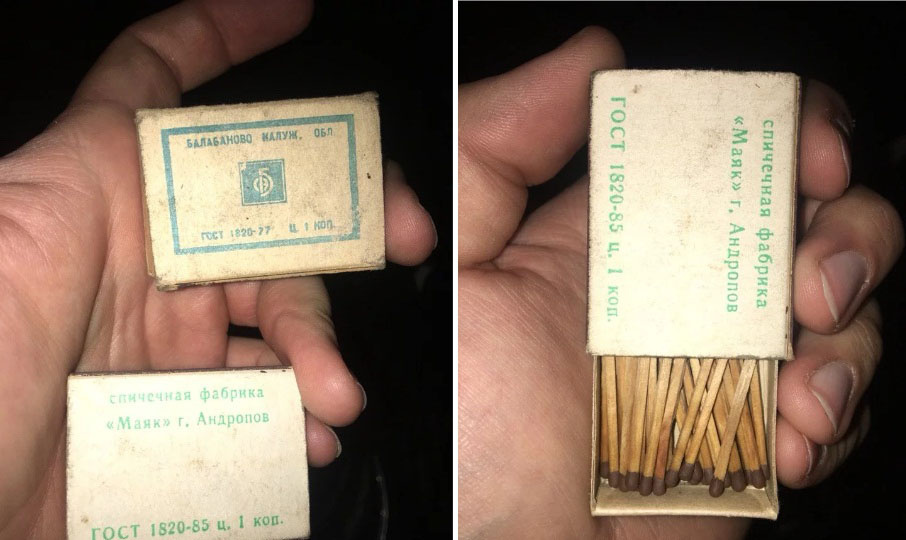 БАЛАБАНОВО КАЛУЖ. ОБЛ
БФ
ГОСТ 1820-77 Ц. 1 КОП.
спичечная фабрика
«Маяк» г. Андропов
ГОСТ 1820-85 ц. 1 коп.
спичечная фабрика
«Маяк» г. Андропов
ГОСТ 1820-85 ц. 1 коп.